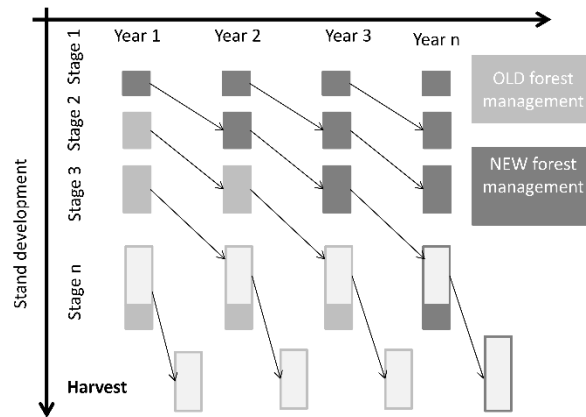 Year 1
Year 2
Year 3
Year n
Stage 1
Stage 2
Stage 3
Stage n
Stand development
Harvest
OLD forest
management
NEW forest
management